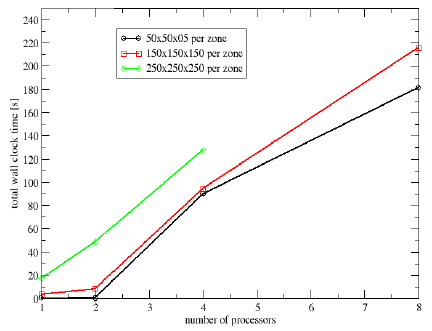 240
220
200
180
160
140
120
100
80
60
40
20
0
total wall clock time [s]
50x50x05 per zone
150x150x150 per zone
250x250x250 per zone
1 2 3 4 5 6 7 8
number of processors